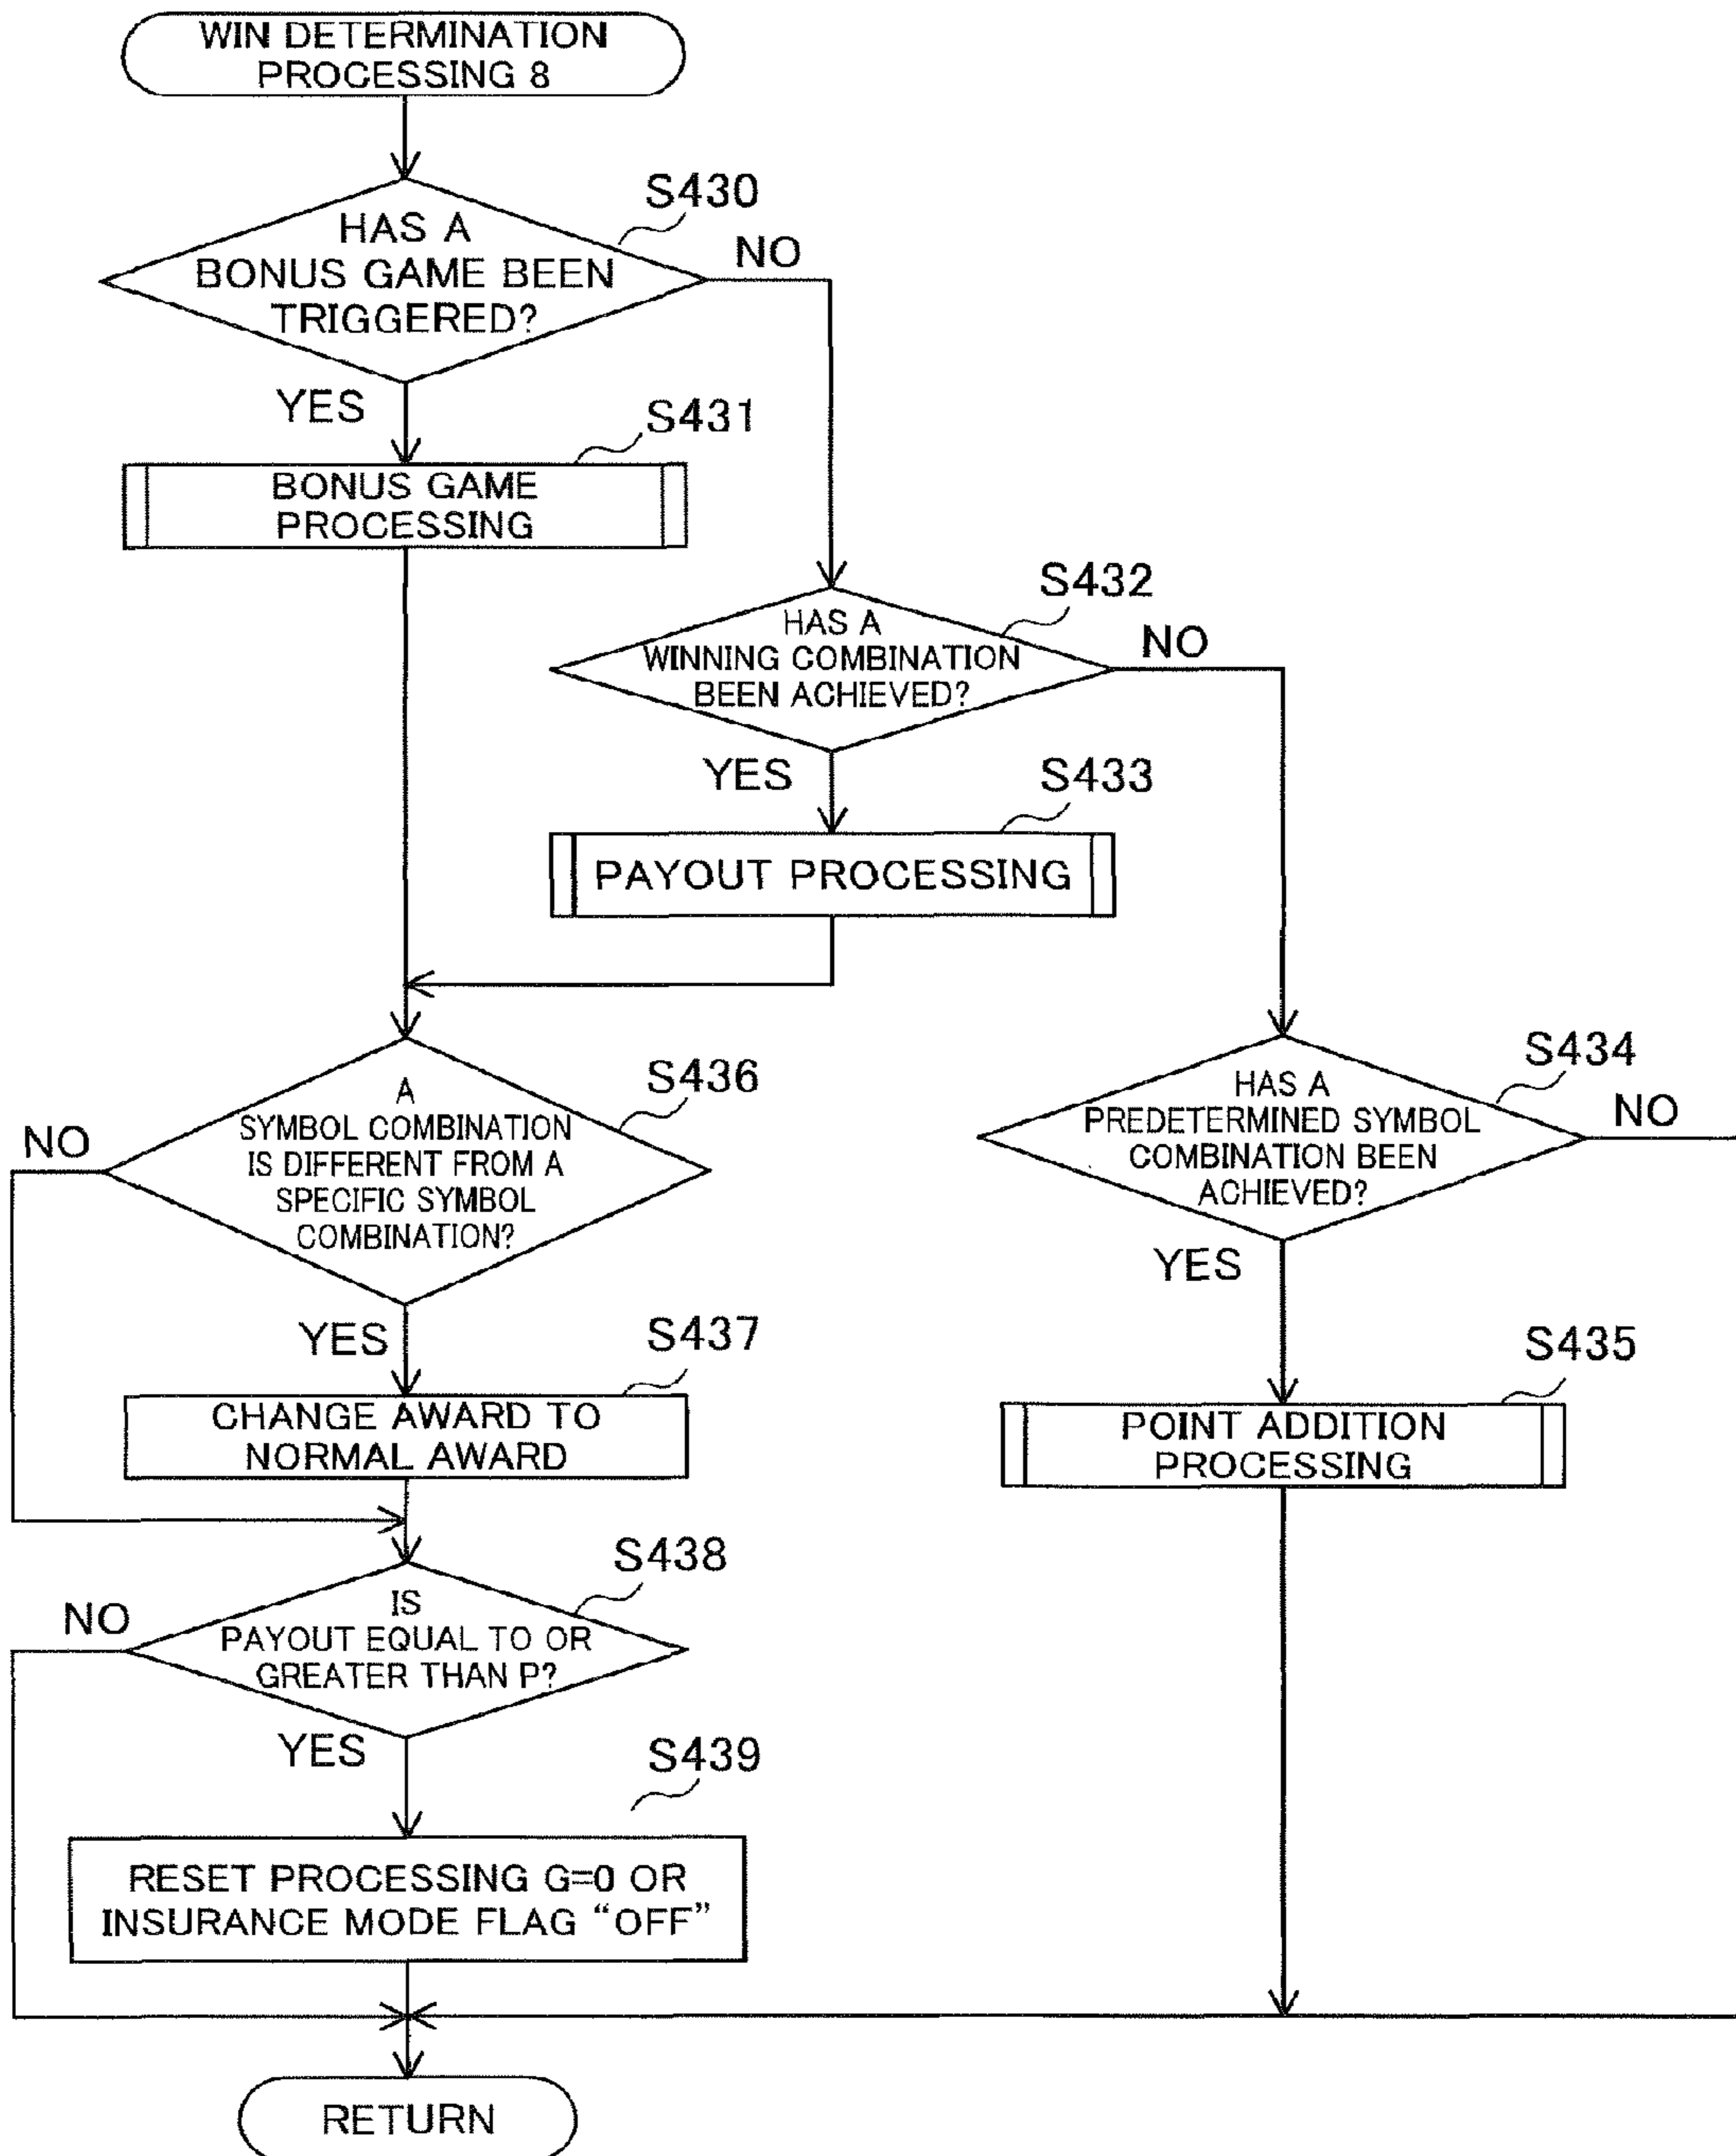 WIN DETERMINATION
PROCESSING 8
S430
HAS A
BONUS GAME BEEN
TRIGGERED?
NO
YES
S431
BONUS GAME
PROCESSING
S432
HAS A
WINNING COMBINATION
BEEN ACHIEVED?
NO
YES
S433
PAYOUT PROCESSING
S434
HAS A
PREDETERMINED SYMBOL
COMBINATION BEEN
ACHIEVED?
NO
YES
S435
POINT ADDITION
PROCESSING
S436
A
SYMBOL COMBINATION
IS DIFFERENT FROM A
SPECIFIC SYMBOL
COMBINATION?
NO
YES
S437
CHANGE AWARD TO
NORMAL AWARD
S438
IS
PAYOUT EQUAL TO OR
GREATER THAN P?
NO
YES
S439
RESET PROCESSING G=0 OR
INSURANCE MODE FLAG “OFF”
RETURN